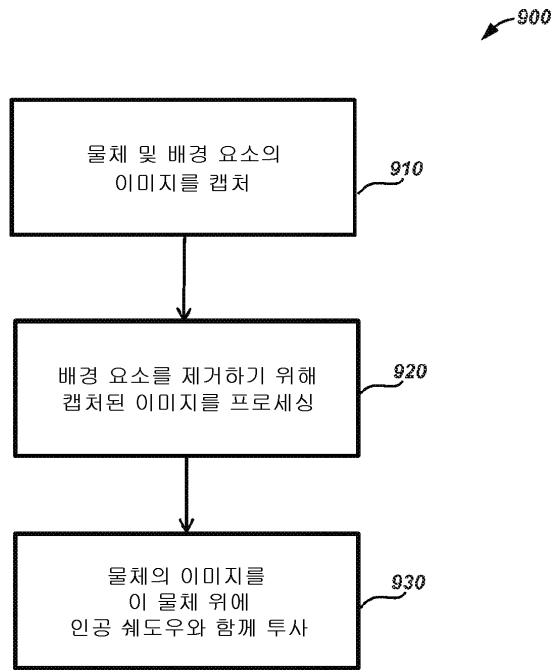 900
물체 및 배경 요소의
이미지를 캡처
910
배경 요소를 제거하기 위해
캡처된 이미지를 프로세싱
920
물체의 이미지를
이 물체 위에
인공 쉐도우와 함께 투사
930